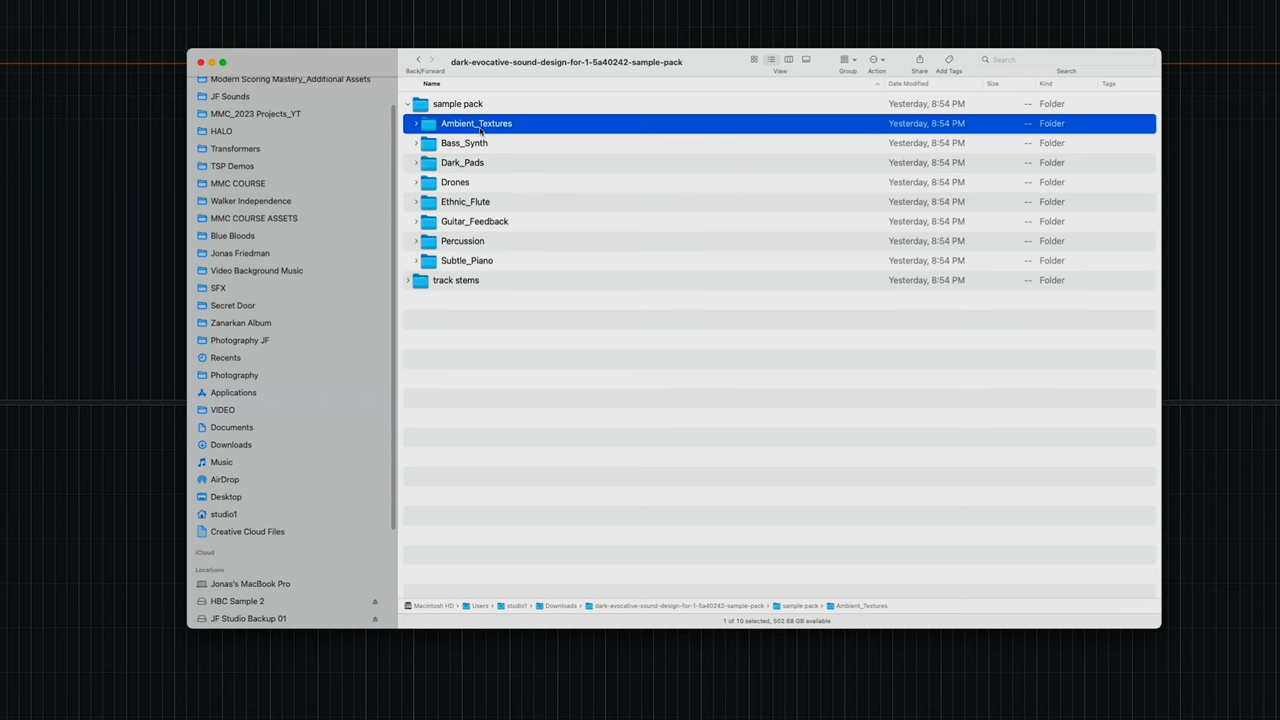 dark-evocative-sound-design-for-1-5a40242-sample-pack
Search
Back/Forward
View
Group
Action
Share
Add Tags
Search
Name
Date Modified
Size
Kind
Tags
Modern Scoring Mastery_Additional Assets
JF Sounds
MMC_2023 Projects_YT
HALO
Transformers
TSP Demos
MMC COURSE
Walker Independence
MMC COURSE ASSETS
Blue Bloods
Jonas Friedman
Video Background Music
SFX
Secret Door
Zanarkan Album
Photography JF
Recents
Photography
Applications
VIDEO
Documents
Downloads
Music
AirDrop
Desktop
studio1
Creative Cloud Files
iCloud
Locations
Jonas's MacBook Pro
HBC Sample 2
JF Studio Backup 01
sample pack Yesterday, 8:54 PM -- Folder
Ambient_Textures Yesterday, 8:54 PM -- Folder
Bass_Synth Yesterday, 8:54 PM -- Folder
Dark_Pads Yesterday, 8:54 PM -- Folder
Drones Yesterday, 8:54 PM -- Folder
Ethnic_Flute Yesterday, 8:54 PM -- Folder
Guitar_Feedback Yesterday, 8:54 PM -- Folder
Percussion Yesterday, 8:54 PM -- Folder
Subtle_Piano Yesterday, 8:54 PM -- Folder
track stems Yesterday, 8:54 PM -- Folder
Macintosh HD › Users › studio1 › Downloads › dark-evocative-sound-design-for-1-5a40242-sample-pack › sample pack › Ambient_Textures
1 of 10 selected, 502.68 GB available